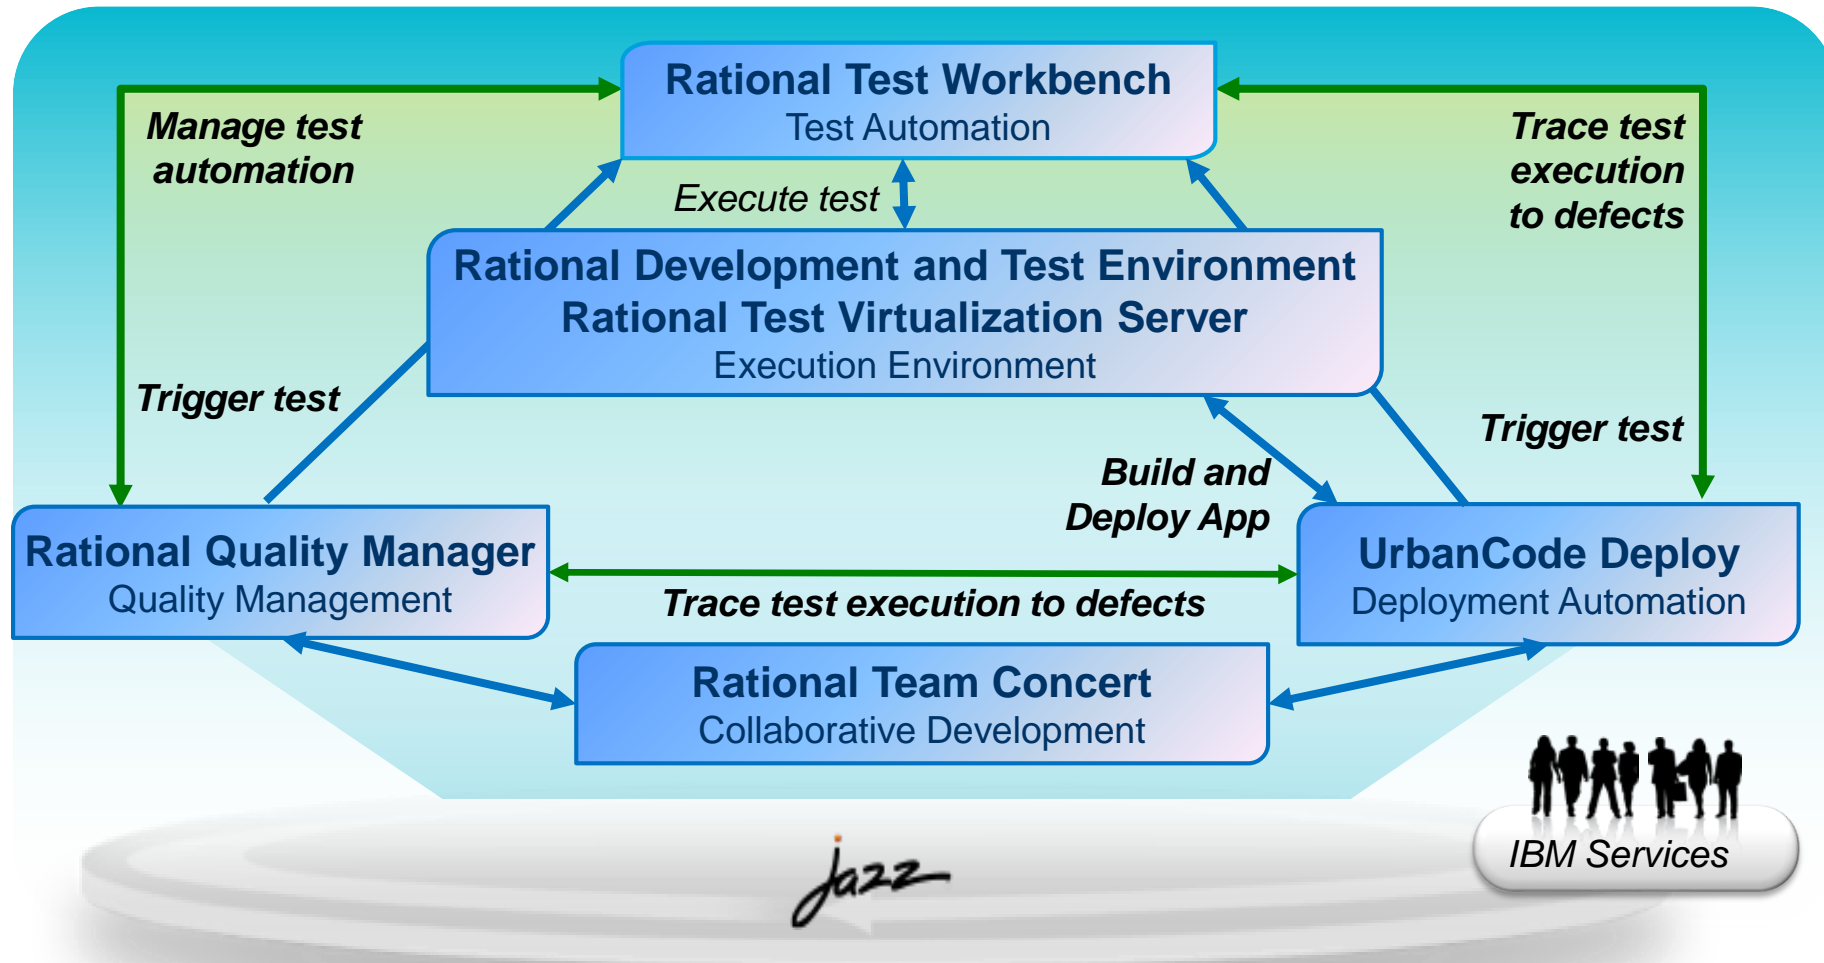 Rational Test Workbench
Test Automation
Manage test
automation
Trace test
execution
to defects
Execute test
Rational Development and Test Environment
Rational Test Virtualization Server
Execution Environment
Trigger test
Trigger test
Build and
Deploy App
Rational Quality Manager
Quality Management
UrbanCode Deploy
Deployment Automation
Trace test execution to defects
Rational Team Concert
Collaborative Development
IBM Services
jazz